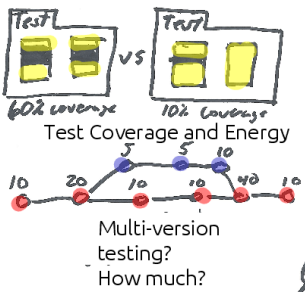 Test
vs
Test
60% coverage
10% coverage
Test Coverage and Energy
5 5 10
10 20 10 10 40 10
Multi-version
testing?
How much?